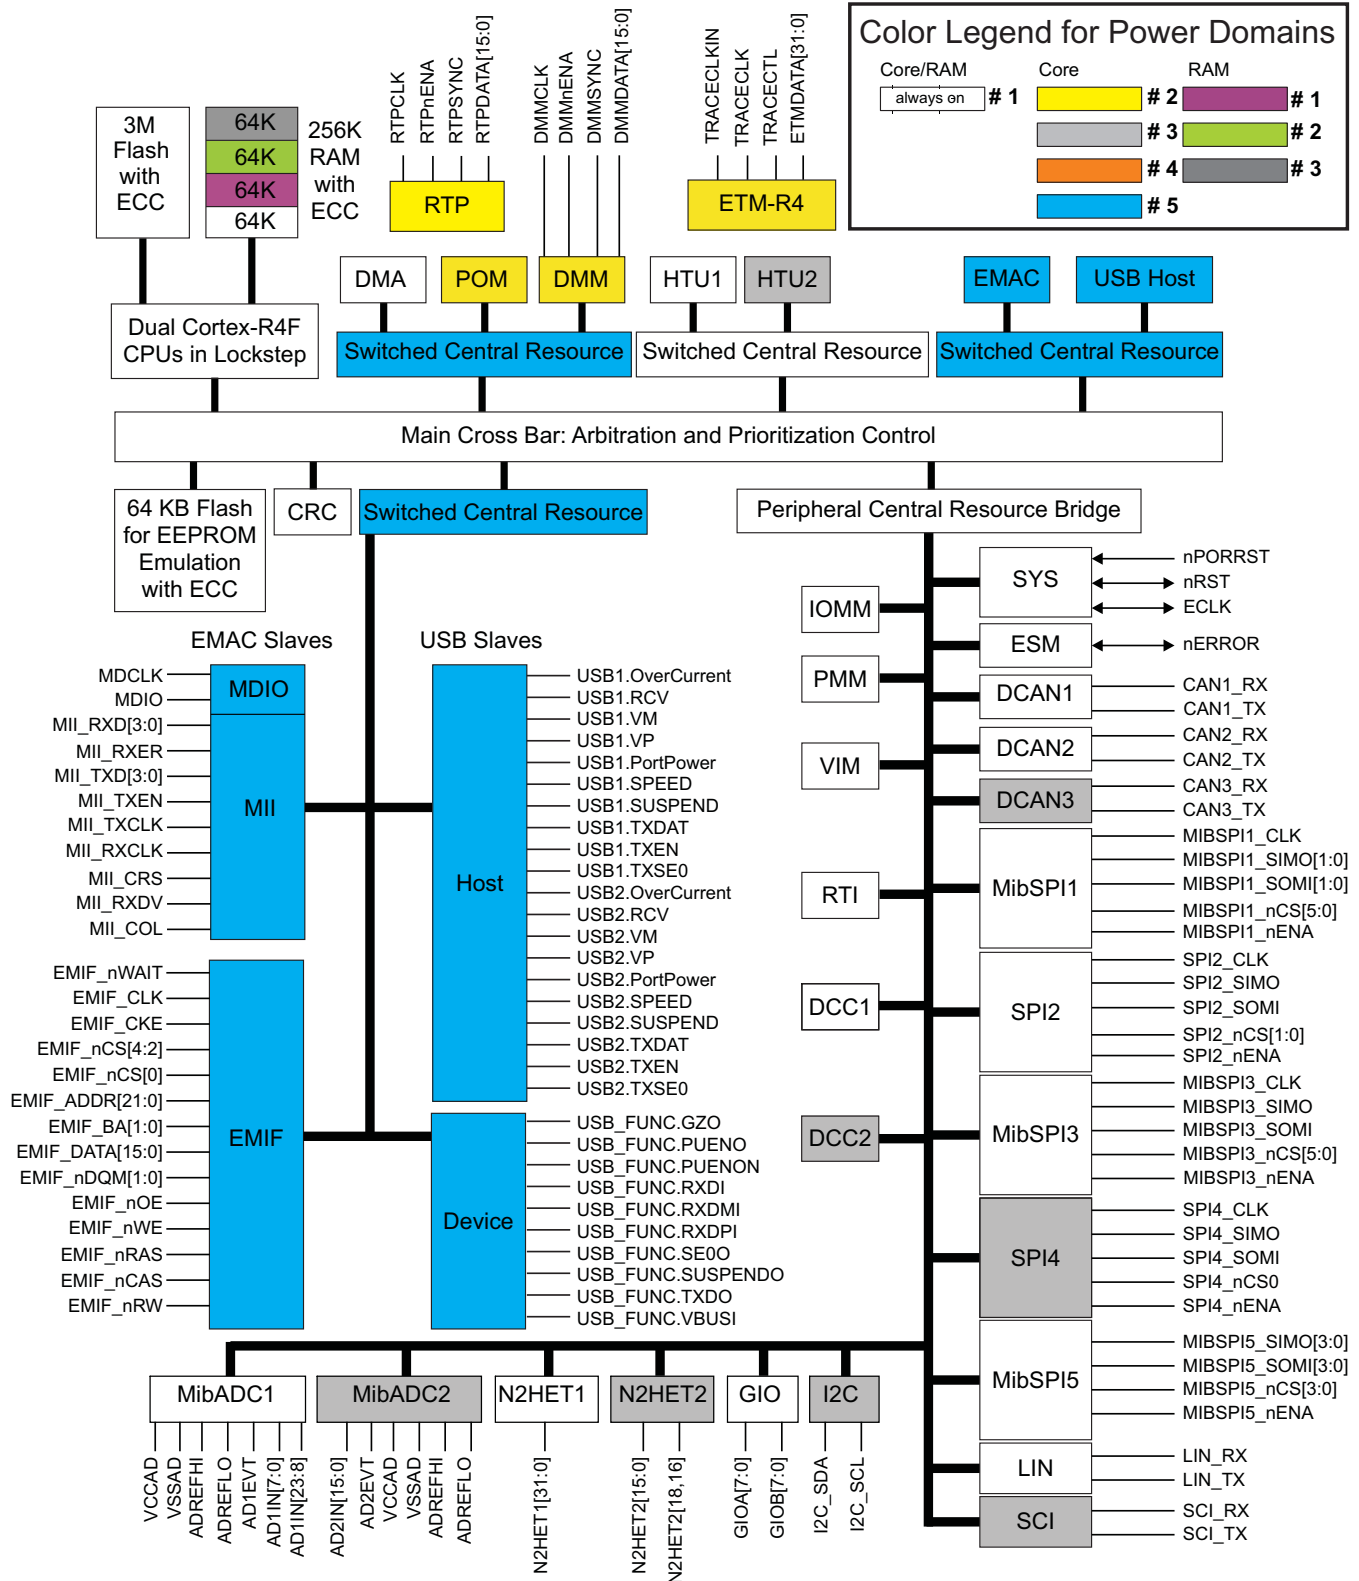 Color Legend for Power Domains
Core/RAM
Core
RAM
always on
# 1
# 2
# 1
# 3
# 2
# 4
# 3
# 5
3M
Flash
with
ECC
64K
64K
64K
64K
256K
RAM
with
ECC
RTPCLK
RTPnENA
RTPSYNC
RTPDATA[15:0]
RTP
DMMCLK
DMMnENA
DMMSYNC
DMMDATA[15:0]
TRACECLKIN
TRACECLK
TRACECTL
ETMDATA[31:0]
ETM-R4
DMA
POM
DMM
HTU1
HTU2
EMAC
USB Host
Dual Cortex-R4F
CPUs in Lockstep
Switched Central Resource
Switched Central Resource
Switched Central Resource
Main Cross Bar: Arbitration and Prioritization Control
64 KB Flash
for EEPROM
Emulation
with ECC
CRC
Switched Central Resource
Peripheral Central Resource Bridge
EMAC Slaves
USB Slaves
MDCLK
MDIO
MII_RXD[3:0]
MII_RXER
MII_TXD[3:0]
MII_TXEN
MII_TXCLK
MII_RXCLK
MII_CRS
MII_RXDV
MII_COL
MDIO
MII
EMIF_nWAIT
EMIF_CLK
EMIF_CKE
EMIF_nCS[4:2]
EMIF_nCS[0]
EMIF_ADDR[21:0]
EMIF_BA[1:0]
EMIF_DATA[15:0]
EMIF_nDQM[1:0]
EMIF_nOE
EMIF_nWE
EMIF_nRAS
EMIF_nCAS
EMIF_nRW
EMIF
Host
USB1.OverCurrent
USB1.RCV
USB1.VM
USB1.VP
USB1.PortPower
USB1.SPEED
USB1.SUSPEND
USB1.TXDAT
USB1.TXEN
USB1.TXSE0
USB2.OverCurrent
USB2.RCV
USB2.VM
USB2.VP
USB2.PortPower
USB2.SPEED
USB2.SUSPEND
USB2.TXDAT
USB2.TXEN
USB2.TXSE0
Device
USB_FUNC.GZO
USB_FUNC.PUENO
USB_FUNC.PUENON
USB_FUNC.RXDI
USB_FUNC.RXDMI
USB_FUNC.RXDPI
USB_FUNC.SE0O
USB_FUNC.SUSPENDO
USB_FUNC.TXDO
USB_FUNC.VBUSI
IOMM
PMM
VIM
RTI
DCC1
DCC2
SYS
nPORRST
nRST
ECLK
ESM
nERROR
DCAN1
CAN1_RX
CAN1_TX
DCAN2
CAN2_RX
CAN2_TX
DCAN3
CAN3_RX
CAN3_TX
MibSPI1
MIBSPI1_CLK
MIBSPI1_SIMO[1:0]
MIBSPI1_SOMI[1:0]
MIBSPI1_nCS[5:0]
MIBSPI1_nENA
SPI2
SPI2_CLK
SPI2_SIMO
SPI2_SOMI
SPI2_nCS[1:0]
SPI2_nENA
MibSPI3
MIBSPI3_CLK
MIBSPI3_SIMO
MIBSPI3_SOMI
MIBSPI3_nCS[5:0]
MIBSPI3_nENA
SPI4
SPI4_CLK
SPI4_SIMO
SPI4_SOMI
SPI4_nCS0
SPI4_nENA
MibSPI5
MIBSPI5_SIMO[3:0]
MIBSPI5_SOMI[3:0]
MIBSPI5_nCS[3:0]
MIBSPI5_nENA
LIN
LIN_RX
LIN_TX
SCI
SCI_RX
SCI_TX
MibADC1
MibADC2
N2HET1
N2HET2
GIO
I2C
VCCAD
VSSAD
ADREFHI
ADREFLO
AD1EVT
AD1IN[7:0]
AD1IN[23:8]
AD2IN[15:0]
AD2EVT
VCCAD
VSSAD
ADREFHI
ADREFLO
N2HET1[31:0]
N2HET2[15:0]
N2HET2[18,16]
GIOA[7:0]
GIOB[7:0]
I2C_SDA
I2C_SCL